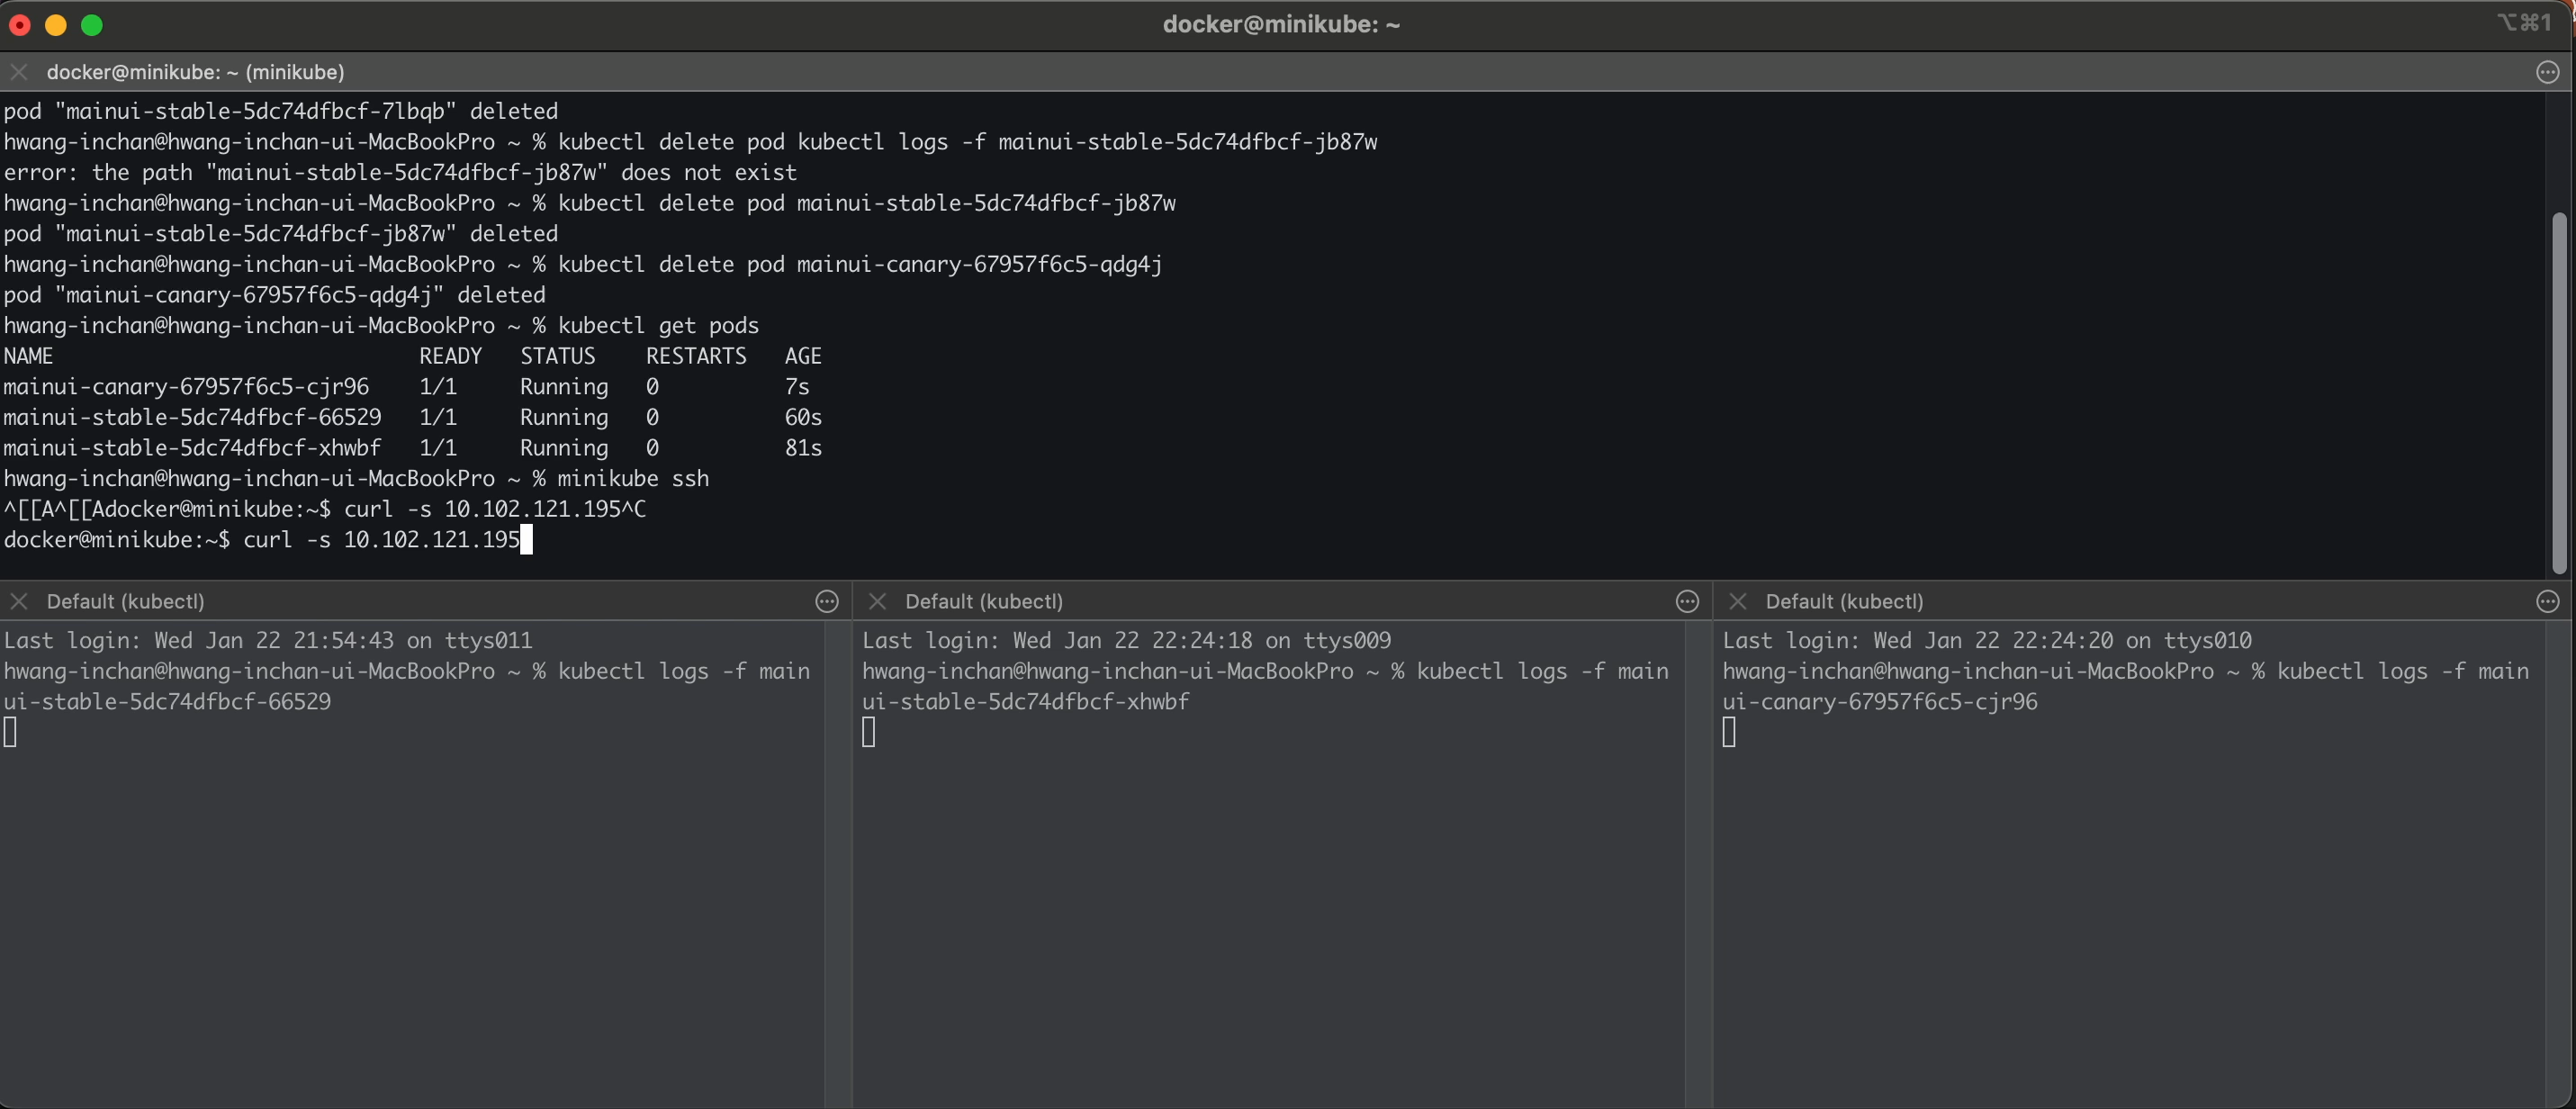 docker@minikube: ~
⌥⌘1
docker@minikube: ~ (minikube)
pod "mainui-stable-5dc74dfbcf-7lbqb" deleted
hwang-inchan@hwang-inchan-ui-MacBookPro ~ % kubectl delete pod kubectl logs -f mainui-stable-5dc74dfbcf-jb87w
error: the path "mainui-stable-5dc74dfbcf-jb87w" does not exist
hwang-inchan@hwang-inchan-ui-MacBookPro ~ % kubectl delete pod mainui-stable-5dc74dfbcf-jb87w
pod "mainui-stable-5dc74dfbcf-jb87w" deleted
hwang-inchan@hwang-inchan-ui-MacBookPro ~ % kubectl delete pod mainui-canary-67957f6c5-qdg4j
pod "mainui-canary-67957f6c5-qdg4j" deleted
hwang-inchan@hwang-inchan-ui-MacBookPro ~ % kubectl get pods
NAME READY STATUS RESTARTS AGE
mainui-canary-67957f6c5-cjr96 1/1 Running 0 7s
mainui-stable-5dc74dfbcf-66529 1/1 Running 0 60s
mainui-stable-5dc74dfbcf-xhwbf 1/1 Running 0 81s
hwang-inchan@hwang-inchan-ui-MacBookPro ~ % minikube ssh
^[[A^[[Adocker@minikube:~$ curl -s 10.102.121.195^C
docker@minikube:~$ curl -s 10.102.121.195
Default (kubectl)
Last login: Wed Jan 22 21:54:43 on ttys011
hwang-inchan@hwang-inchan-ui-MacBookPro ~ % kubectl logs -f main
ui-stable-5dc74dfbcf-66529
Default (kubectl)
Last login: Wed Jan 22 22:24:18 on ttys009
hwang-inchan@hwang-inchan-ui-MacBookPro ~ % kubectl logs -f main
ui-stable-5dc74dfbcf-xhwbf
Default (kubectl)
Last login: Wed Jan 22 22:24:20 on ttys010
hwang-inchan@hwang-inchan-ui-MacBookPro ~ % kubectl logs -f main
ui-canary-67957f6c5-cjr96